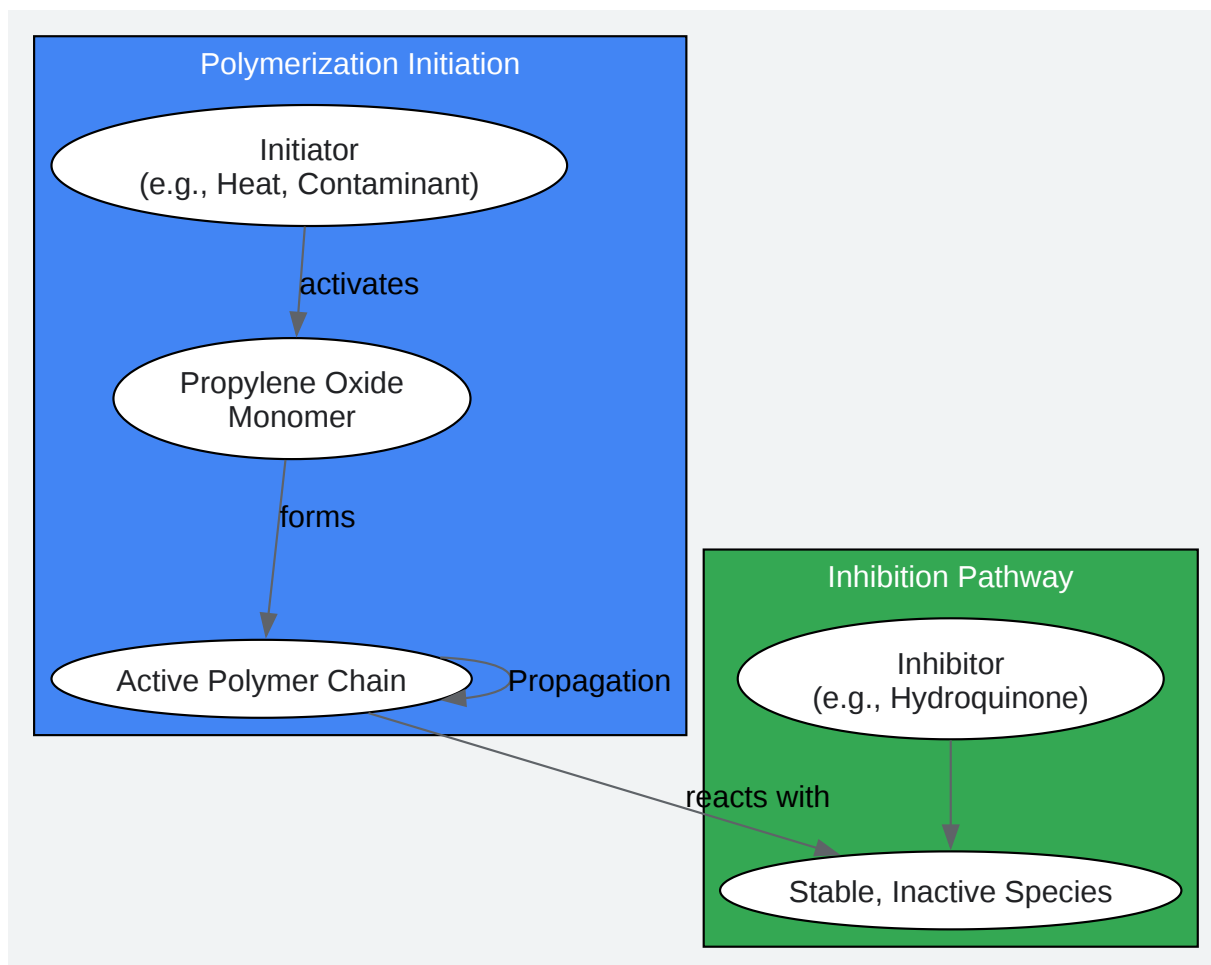 Polymerization Initiation
Initiator
(e.g., Heat, Contaminant)
activates
Propylene Oxide
Monomer
forms
Active Polymer Chain
Propagation
Inhibition Pathway
Inhibitor
(e.g., Hydroquinone)
reacts with
Stable, Inactive Species